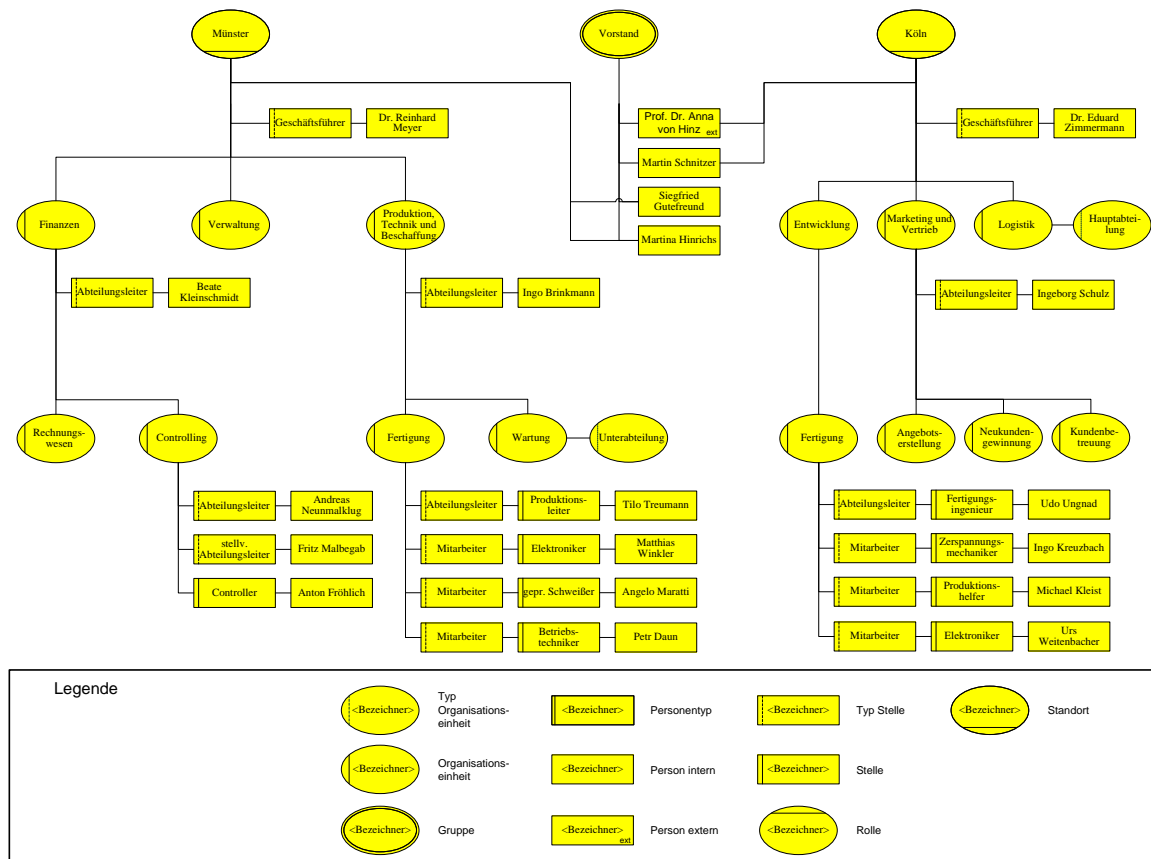 Münster
Vorstand
Köln
Geschäftsführer
Dr. Reinhard
Meyer
Prof. Dr. Anna
von Hinz
ext
Geschäftsführer
Dr. Eduard
Zimmermann
Martin Schnitzer
Siegfried
Gutefreund
Martina Hinrichs
Finanzen
Verwaltung
Produktion,
Technik und
Beschaffung
Entwicklung
Marketing und
Vertrieb
Logistik
Hauptabtei-
lung
Abteilungsleiter
Beate
Kleinschmidt
Abteilungsleiter
Ingo Brinkmann
Abteilungsleiter
Ingeborg Schulz
Rechnungs-
wesen
Controlling
Fertigung
Wartung
Unterabteilung
Fertigung
Angebots-
erstellung
Neukunden-
gewinnung
Kundenbe-
treuung
Abteilungsleiter
Andreas
Neunmalklug
Abteilungsleiter
Produktions-
leiter
Tilo Treumann
Abteilungsleiter
Fertigungs-
ingenieur
Udo Ungnad
stellv.
Abteilungsleiter
Fritz Malbegab
Mitarbeiter
Elektroniker
Matthias
Winkler
Mitarbeiter
Zerspannungs-
mechaniker
Ingo Kreuzbach
Controller
Anton Fröhlich
Mitarbeiter
gepr. Schweißer
Angelo Maratti
Mitarbeiter
Produktions-
helfer
Michael Kleist
Mitarbeiter
Betriebs-
techniker
Petr Daun
Mitarbeiter
Elektroniker
Urs
Weitenbacher
Legende
<Bezeichner>
Typ
Organisations-
einheit
<Bezeichner>
Personentyp
<Bezeichner>
Typ Stelle
<Bezeichner>
Standort
<Bezeichner>
Organisations-
einheit
<Bezeichner>
Person intern
<Bezeichner>
Stelle
<Bezeichner>
Gruppe
<Bezeichner>
ext
Person extern
<Bezeichner>
Rolle